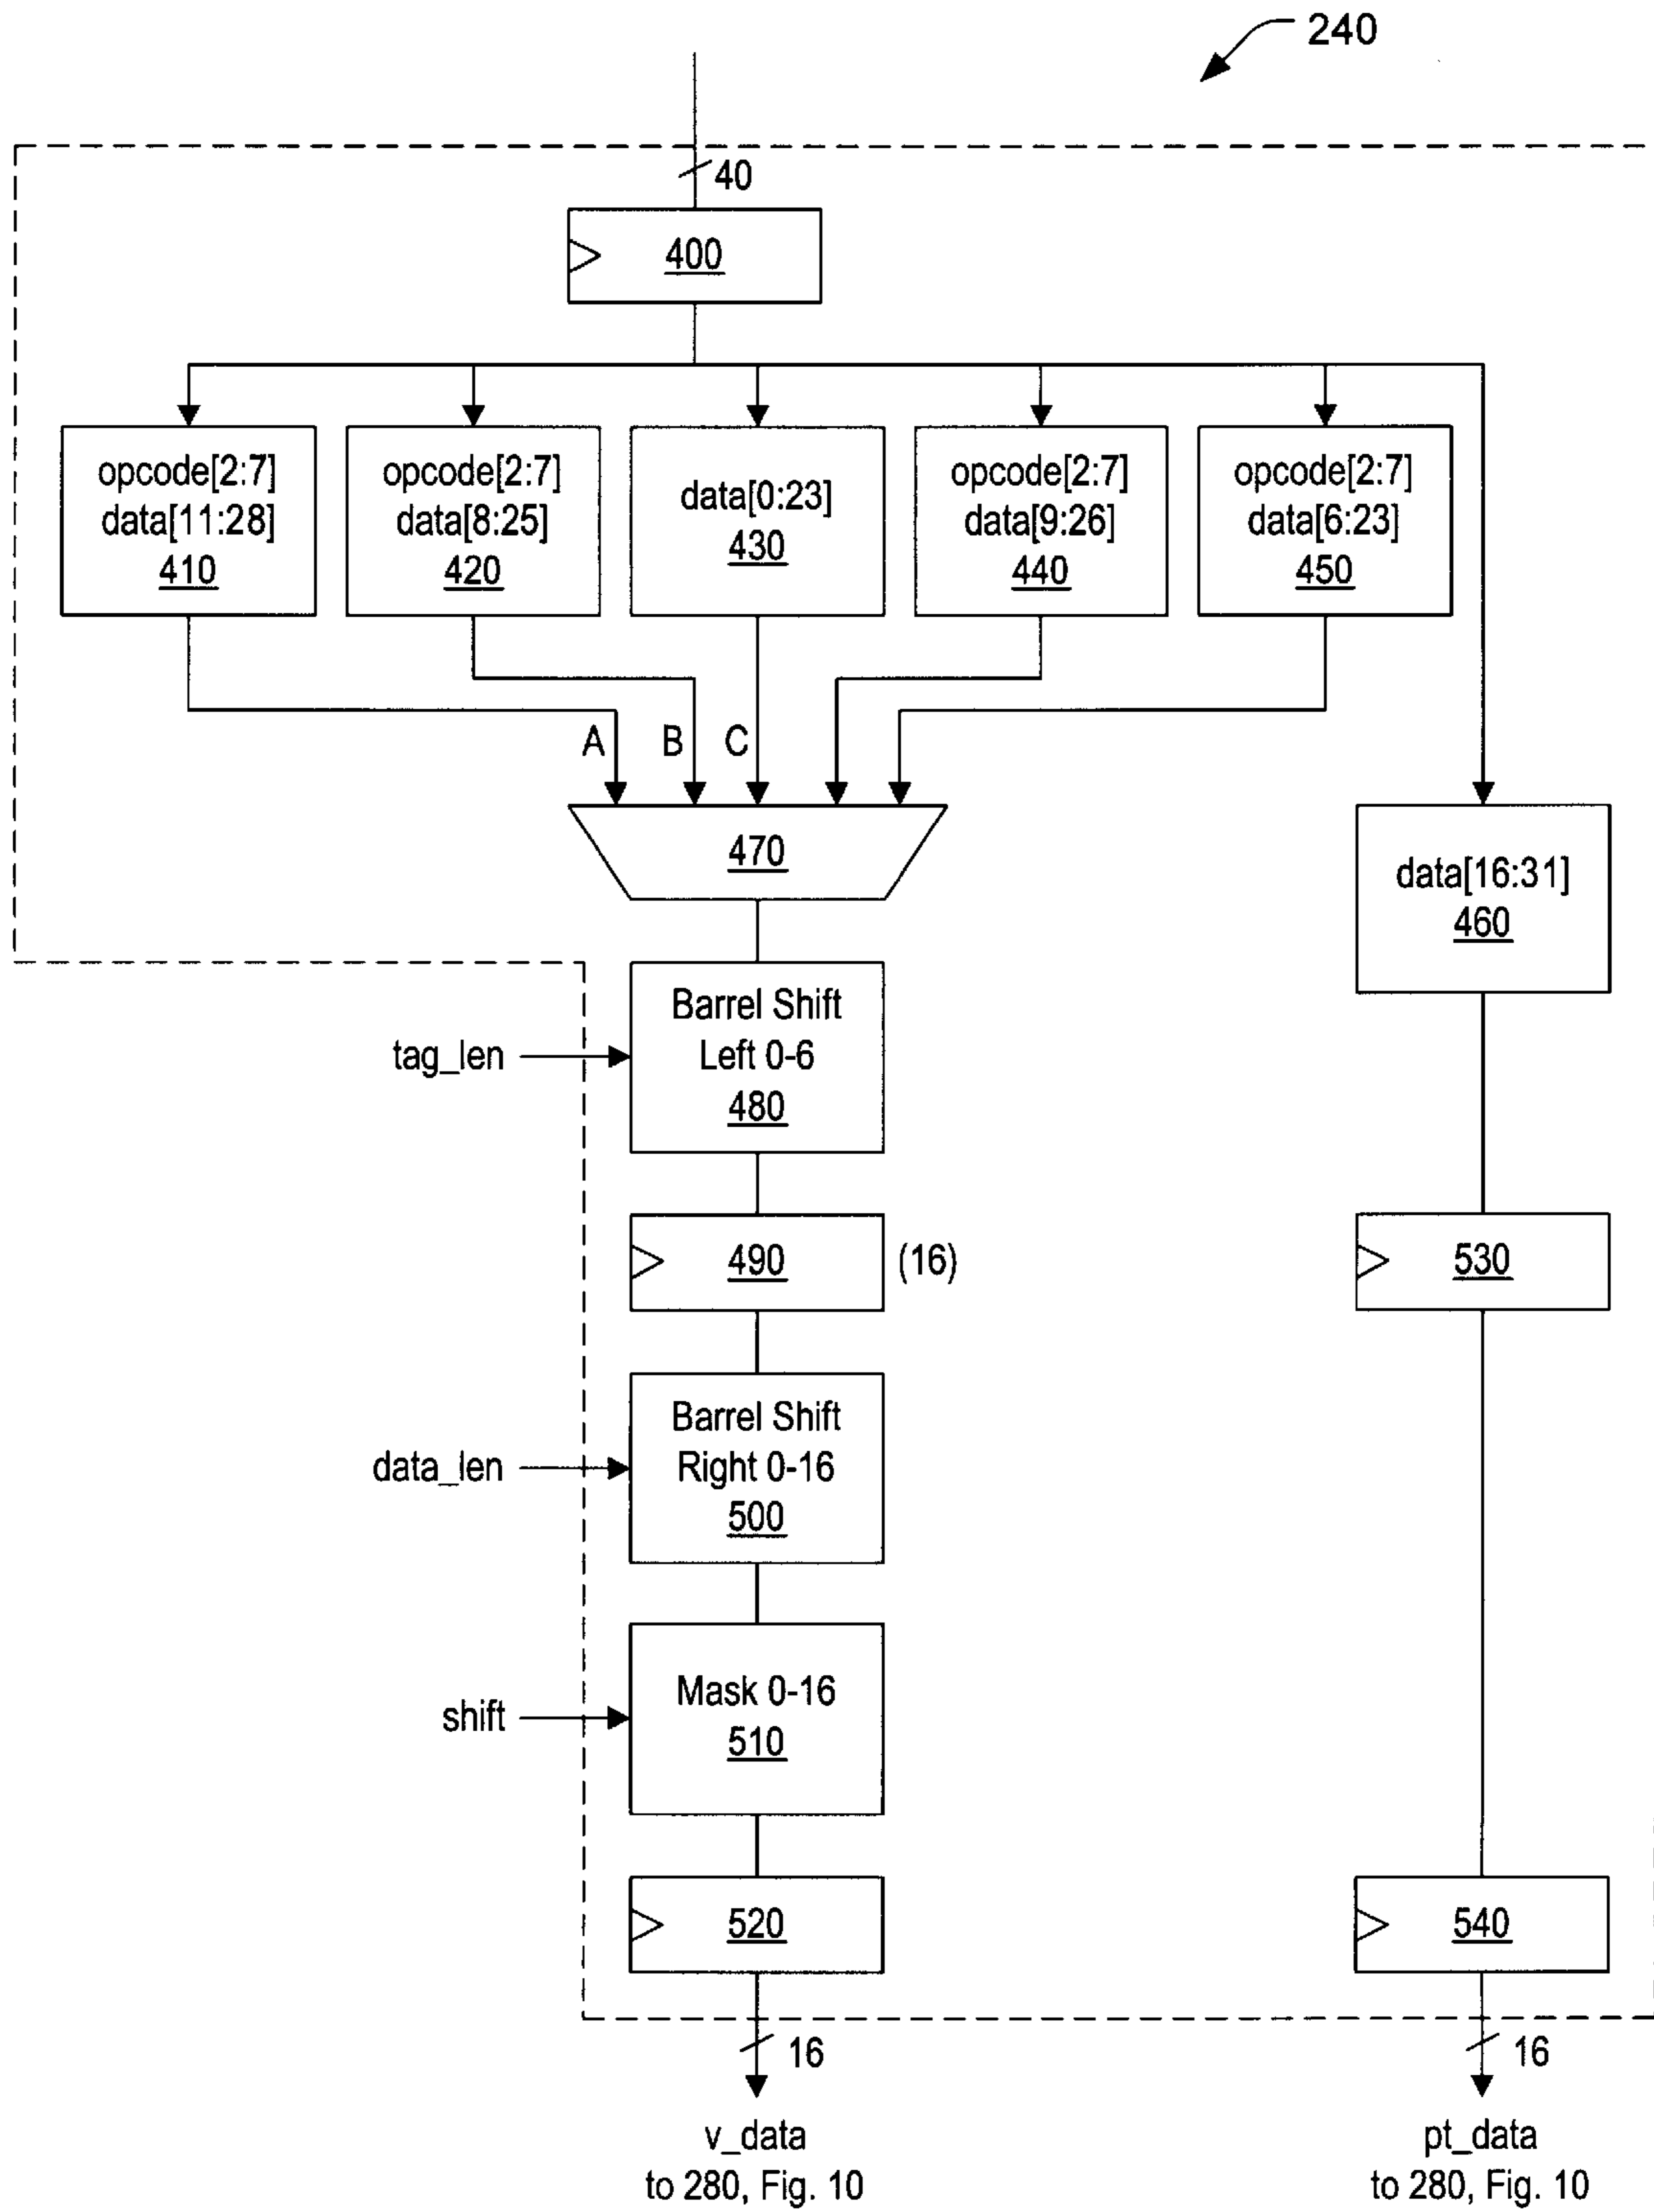 240
40
400
opcode[2:7]
data[11:28]
410
opcode[2:7]
data[8:25]
420
data[0:23]
430
opcode[2:7]
data[9:26]
440
opcode[2:7]
data[6:23]
450
A B C
470
data[16:31]
460
Barrel Shift
Left 0-6
480
tag_len
490 (16)
530
Barrel Shift
Right 0-16
500
data_len
Mask 0-16
510
shift
520
540
16
16
v_data
to 280, Fig. 10
pt_data
to 280, Fig. 10